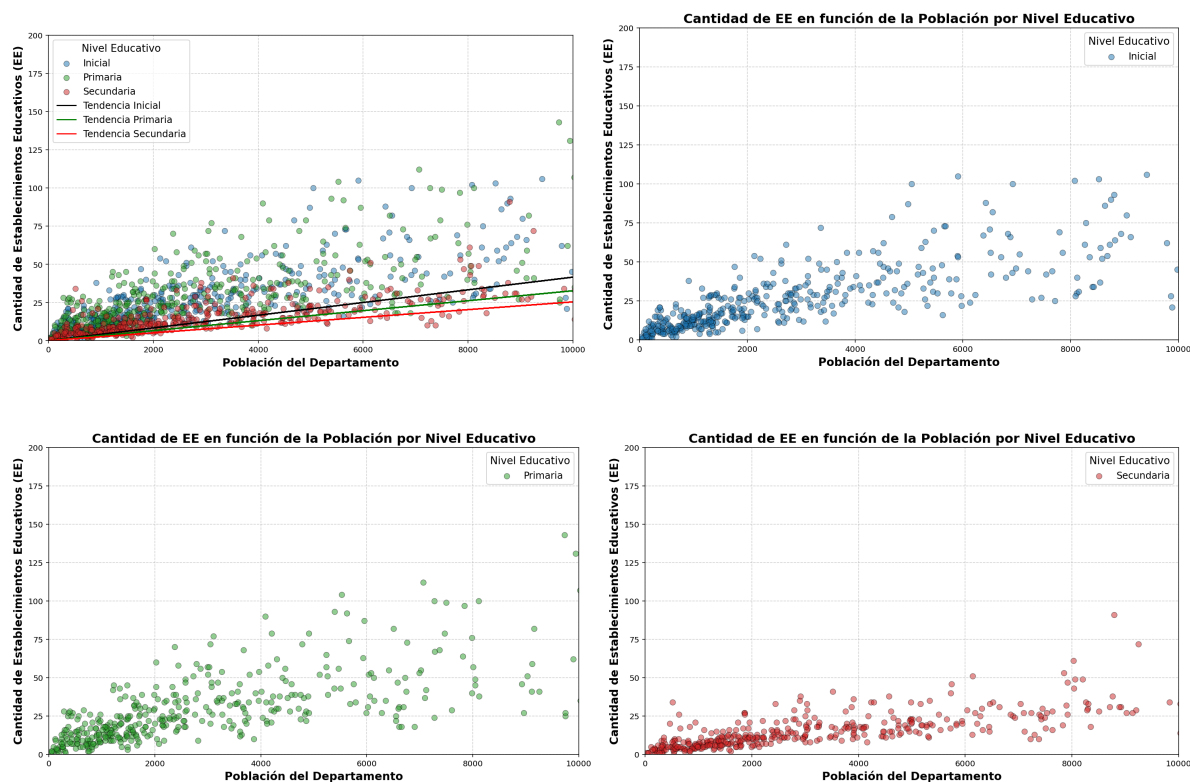 Cantidad de Establecimientos Educativos (EE)
200
175
150
125
100
75
50
25
0
Nivel Educativo
Inicial
Primaria
Secundaria
Tendencia Inicial
Tendencia Primaria
Tendencia Secundaria
0 2000 4000 6000 8000 10000
Población del Departamento
Cantidad de EE en función de la Población por Nivel Educativo
Cantidad de Establecimientos Educativos (EE)
200
175
150
125
100
75
50
25
0
Nivel Educativo
Inicial
0 2000 4000 6000 8000 10000
Población del Departamento
Cantidad de EE en función de la Población por Nivel Educativo
Cantidad de Establecimientos Educativos (EE)
200
175
150
125
100
75
50
25
0
Nivel Educativo
Primaria
0 2000 4000 6000 8000 10000
Población del Departamento
Cantidad de EE en función de la Población por Nivel Educativo
Cantidad de Establecimientos Educativos (EE)
200
175
150
125
100
75
50
25
0
Nivel Educativo
Secundaria
0 2000 4000 6000 8000 10000
Población del Departamento